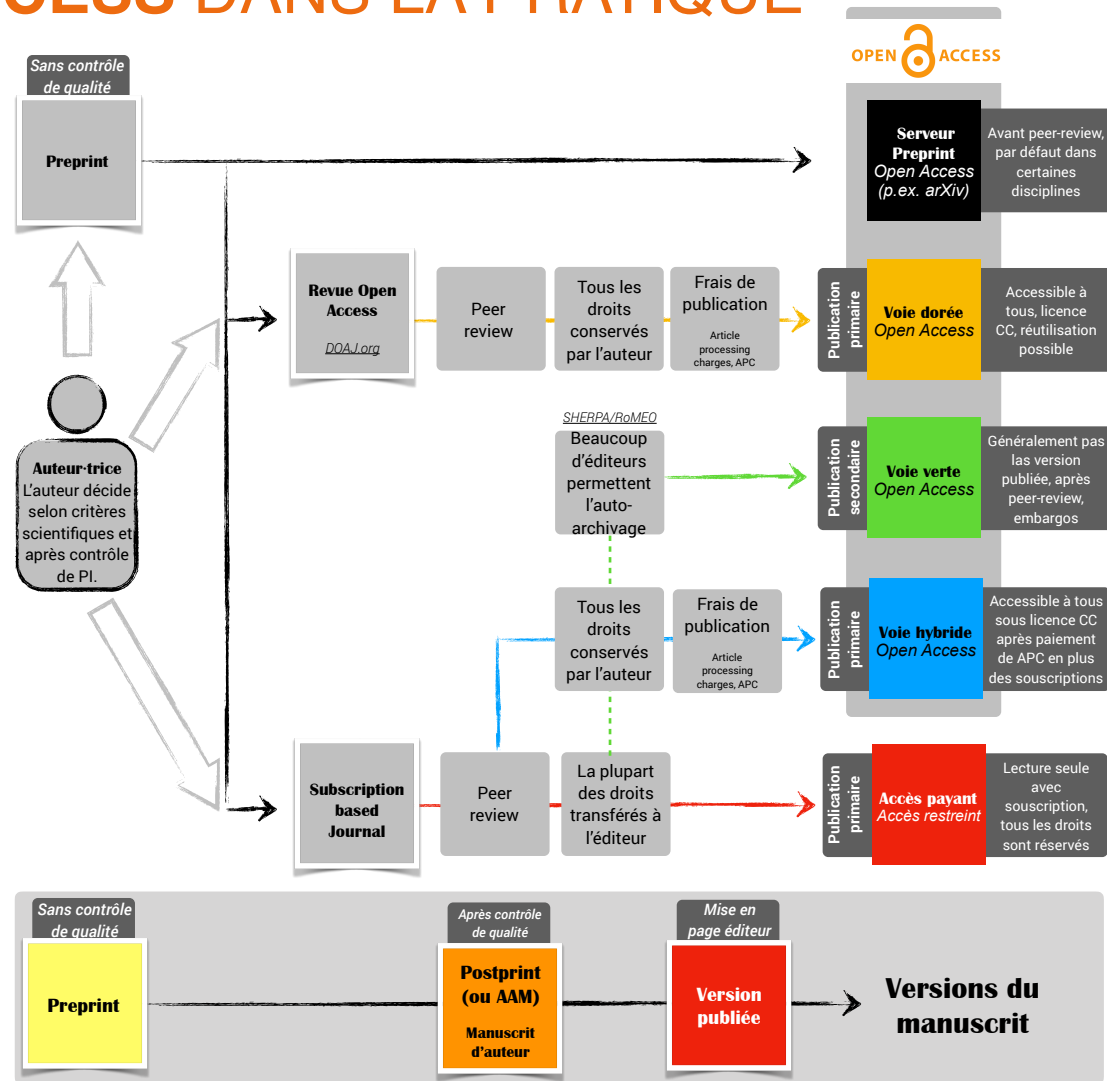 DANS LA PRATIQUE
OPEN ACCESS
Sans contrôle
de qualité
Preprint
Serveur
Preprint
Open Access
(p.ex. arXiv)
Avant peer-review,
par défaut dans
certaines
disciplines
Revue Open
Access
DOAJ.org
Peer
review
Tous les
droits
conservés
par l'auteur
Frais de
publication
Article
processing
charges, APC
Publication
primaire
Voie dorée
Open Access
Accessible à
tous, licence
CC, réutilisation
possible
Auteur·trice
L'auteur décide
selon critères
scientifiques et
après contrôle
de PI.
SHERPA/RoMEO
Beaucoup
d'éditeurs
permettent
l'auto-
archivage
Publication
secondaire
Voie verte
Open Access
Généralement pas
las version
publiée, après
peer-review,
embargos
Tous les
droits
conservés
par l'auteur
Frais de
publication
Article
processing
charges, APC
Publication
primaire
Voie hybride
Open Access
Accessible à tous
sous licence CC
après paiement
de APC en plus
des souscriptions
Subscription
based
Journal
Peer
review
La plupart
des droits
transférés à
l'éditeur
Publication
primaire
Accès payant
Accès restreint
Lecture seule
avec
souscription,
tous les droits
sont réservés
Sans contrôle
de qualité
Preprint
Après contrôle
de qualité
Postprint
(ou AAM)
Manuscrit
d'auteur
Mise en
page éditeur
Version
publiée
Versions du
manuscrit